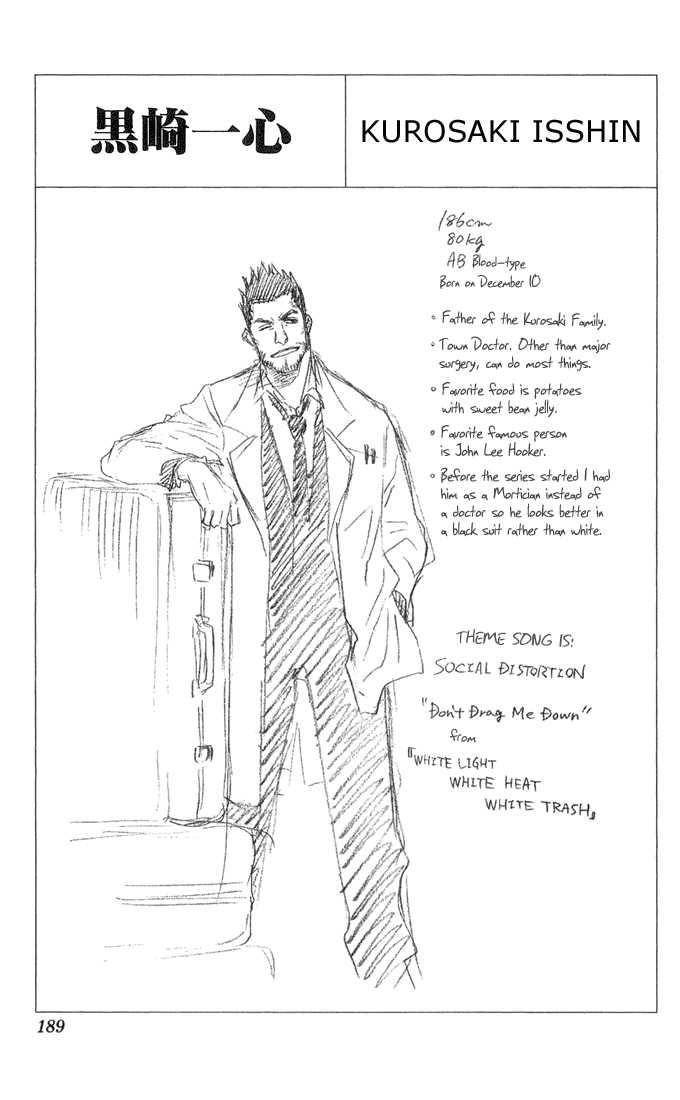 黒崎一心
KUROSAKI ISSHIN
186cm
80kg
AB Blood-type
Born on December 10
• Father of the Kurosaki Family.
• Town Doctor. Other than major
surgery, can do most things.
• Favorite food is potatoes
with sweet bean jelly.
• Favorite famous person
is John Lee Hooker.
• Before the series started I had
him as a Mortician instead of
a doctor so he looks better in
a black suit rather than white.
THEME SONG IS:
SOCIAL DISTORTION
"Don't Drag Me Down"
from
『WHITE LIGHT
WHITE HEAT
WHITE TRASH』
189